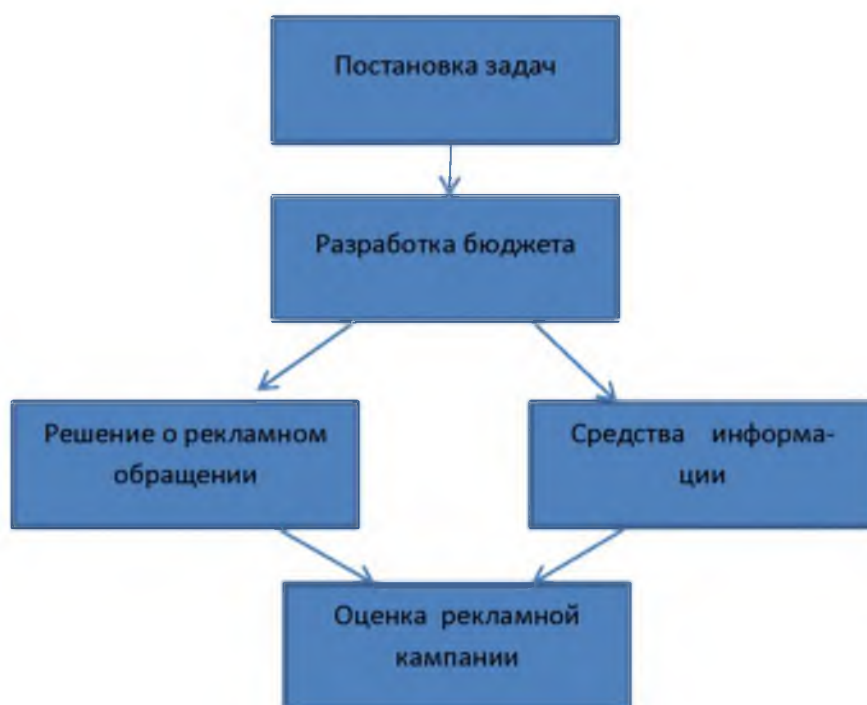 Постановка задач
Разработка бюджета
Решение о рекламном
обращении
Средства информа-
ции
Оценка рекламной
кампании